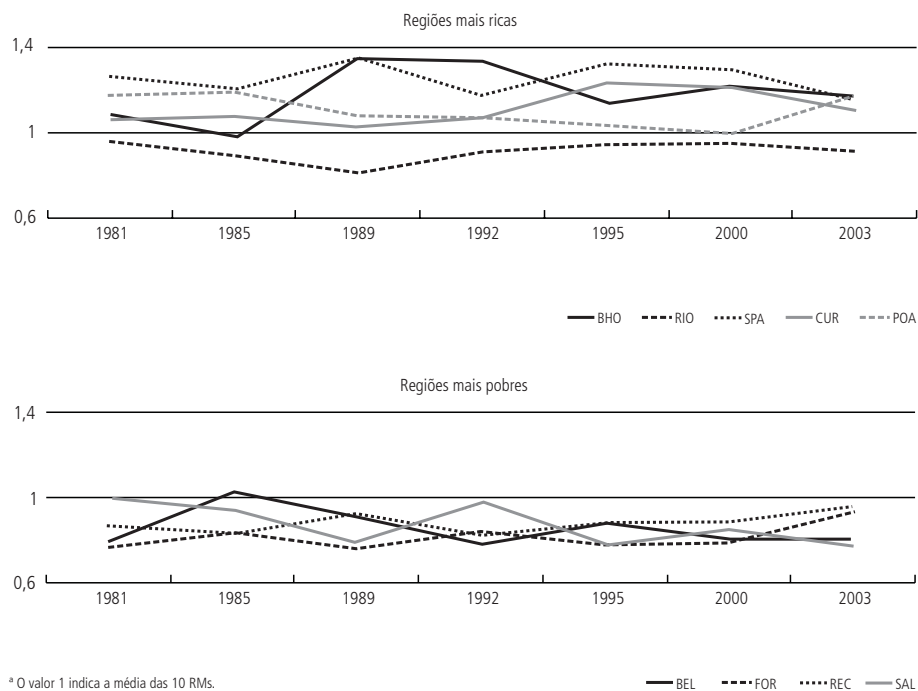 Regiões mais ricas
1,4
1
0,6
1981 1985 1989 1992 1995 2000 2003
BHO RIO SPA CUR POA
Regiões mais pobres
1,4
1
0,6
1981 1985 1989 1992 1995 2000 2003
ª O valor 1 indica a média das 10 RMs.
BEL FOR REC SAL